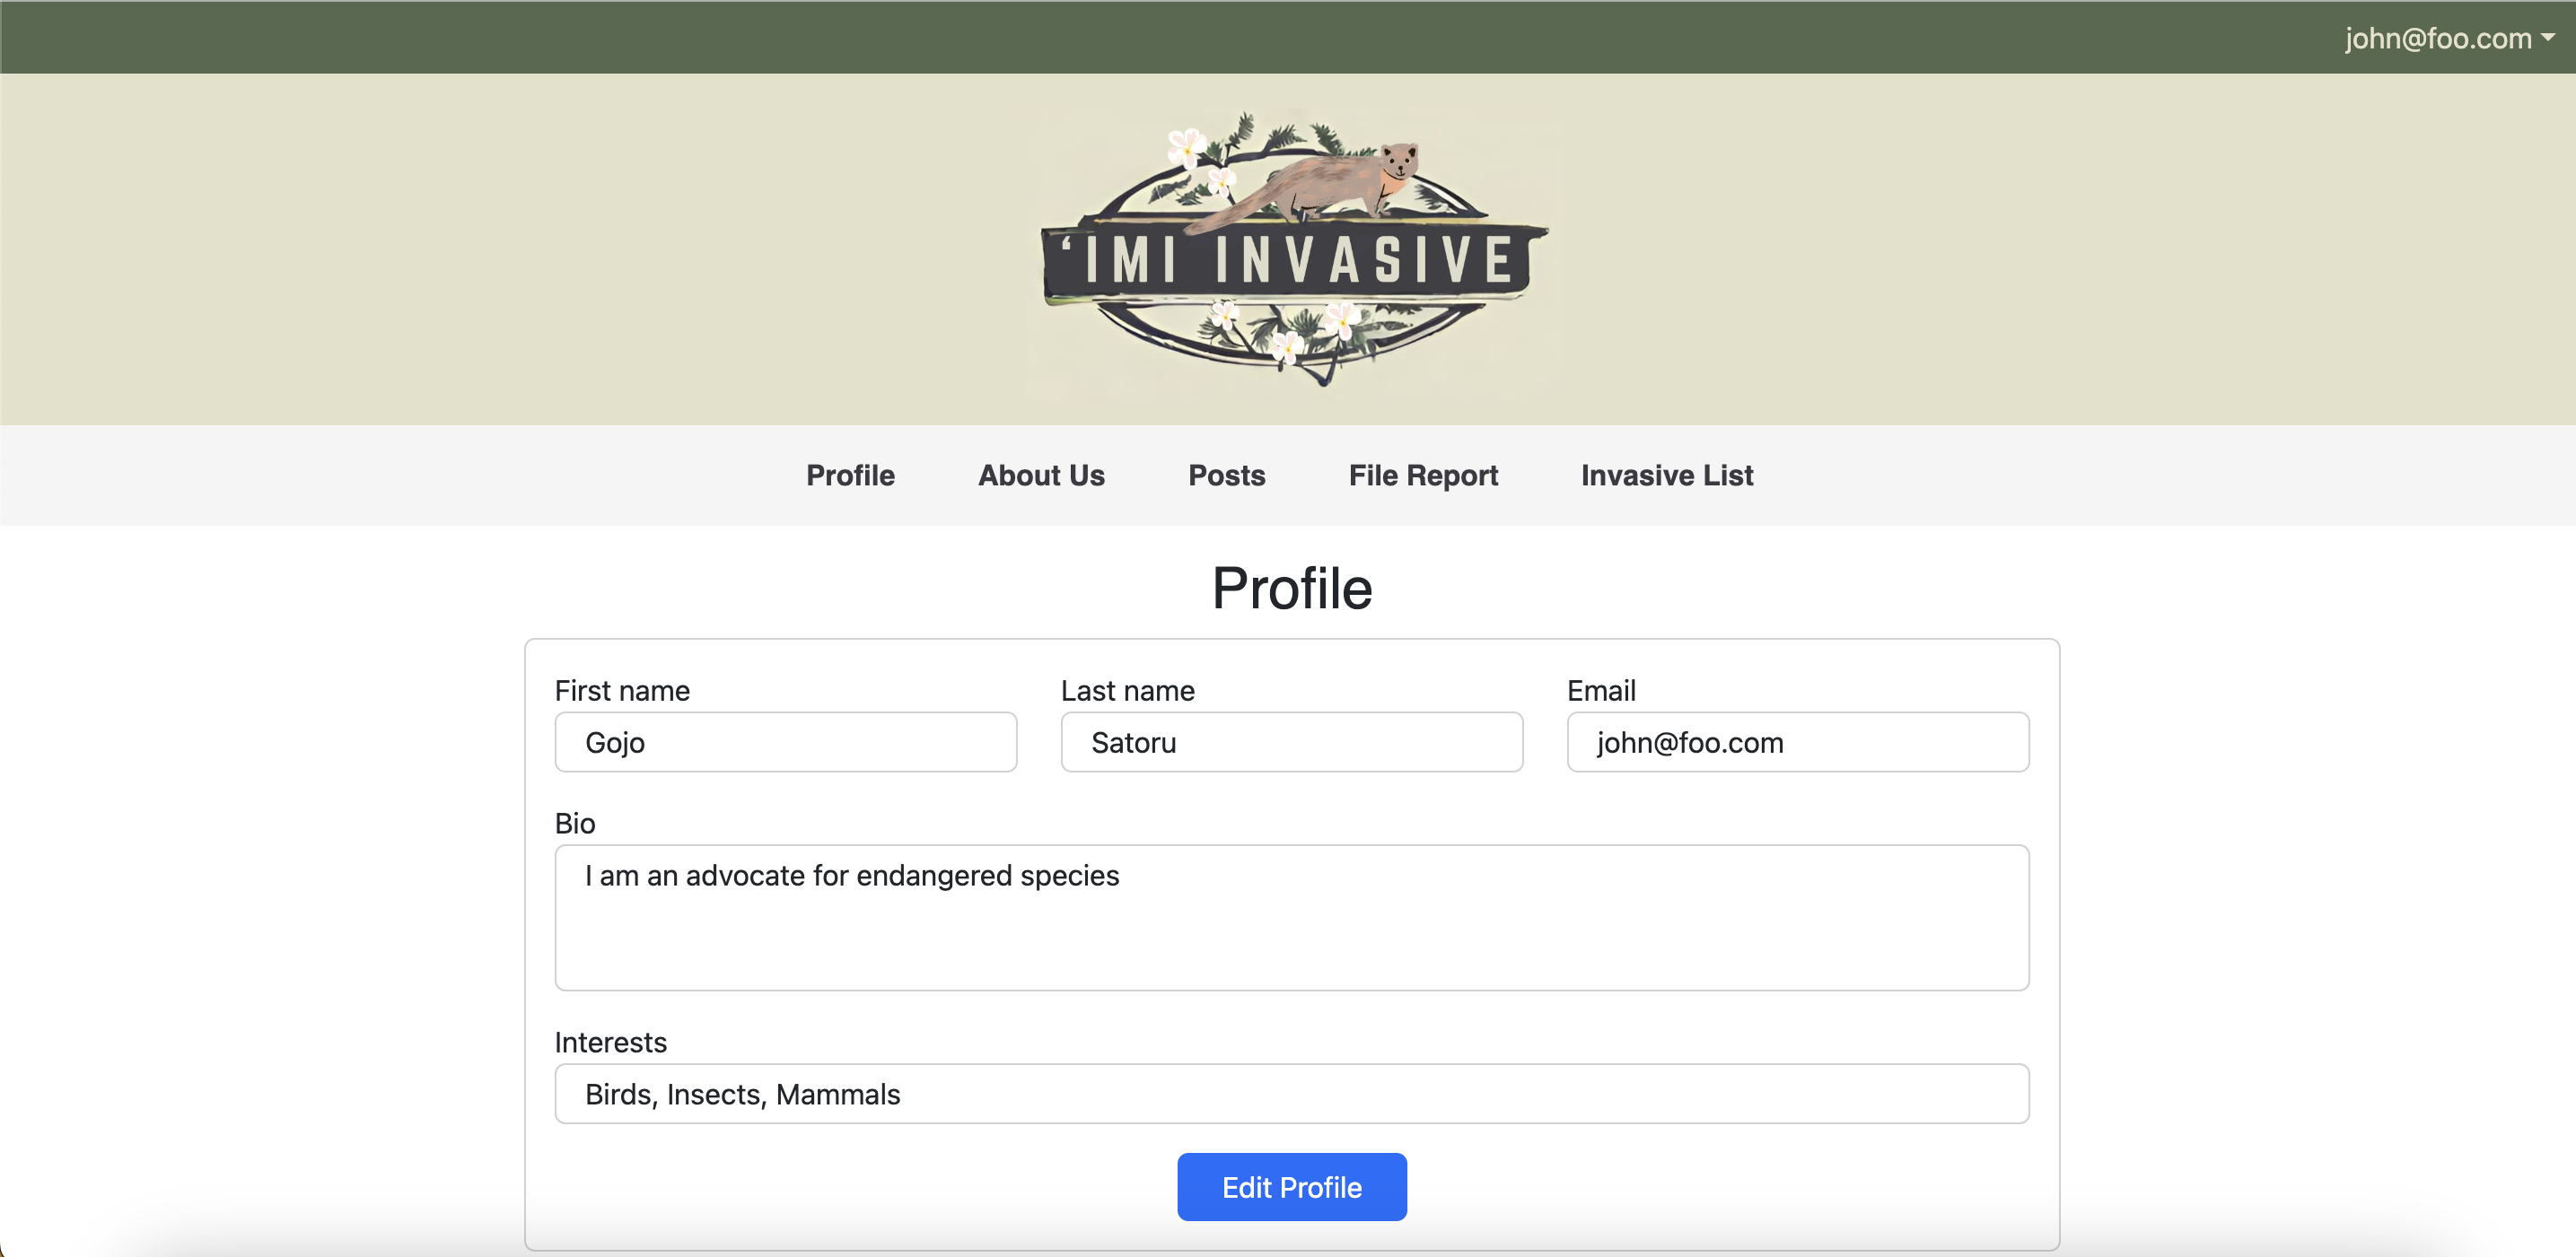 john@foo.com
‘IMI INVASIVE
Profile About Us Posts File Report Invasive List
Profile
First name Last name Email
Gojo Satoru john@foo.com
Bio
I am an advocate for endangered species
Interests
Birds, Insects, Mammals
Edit Profile